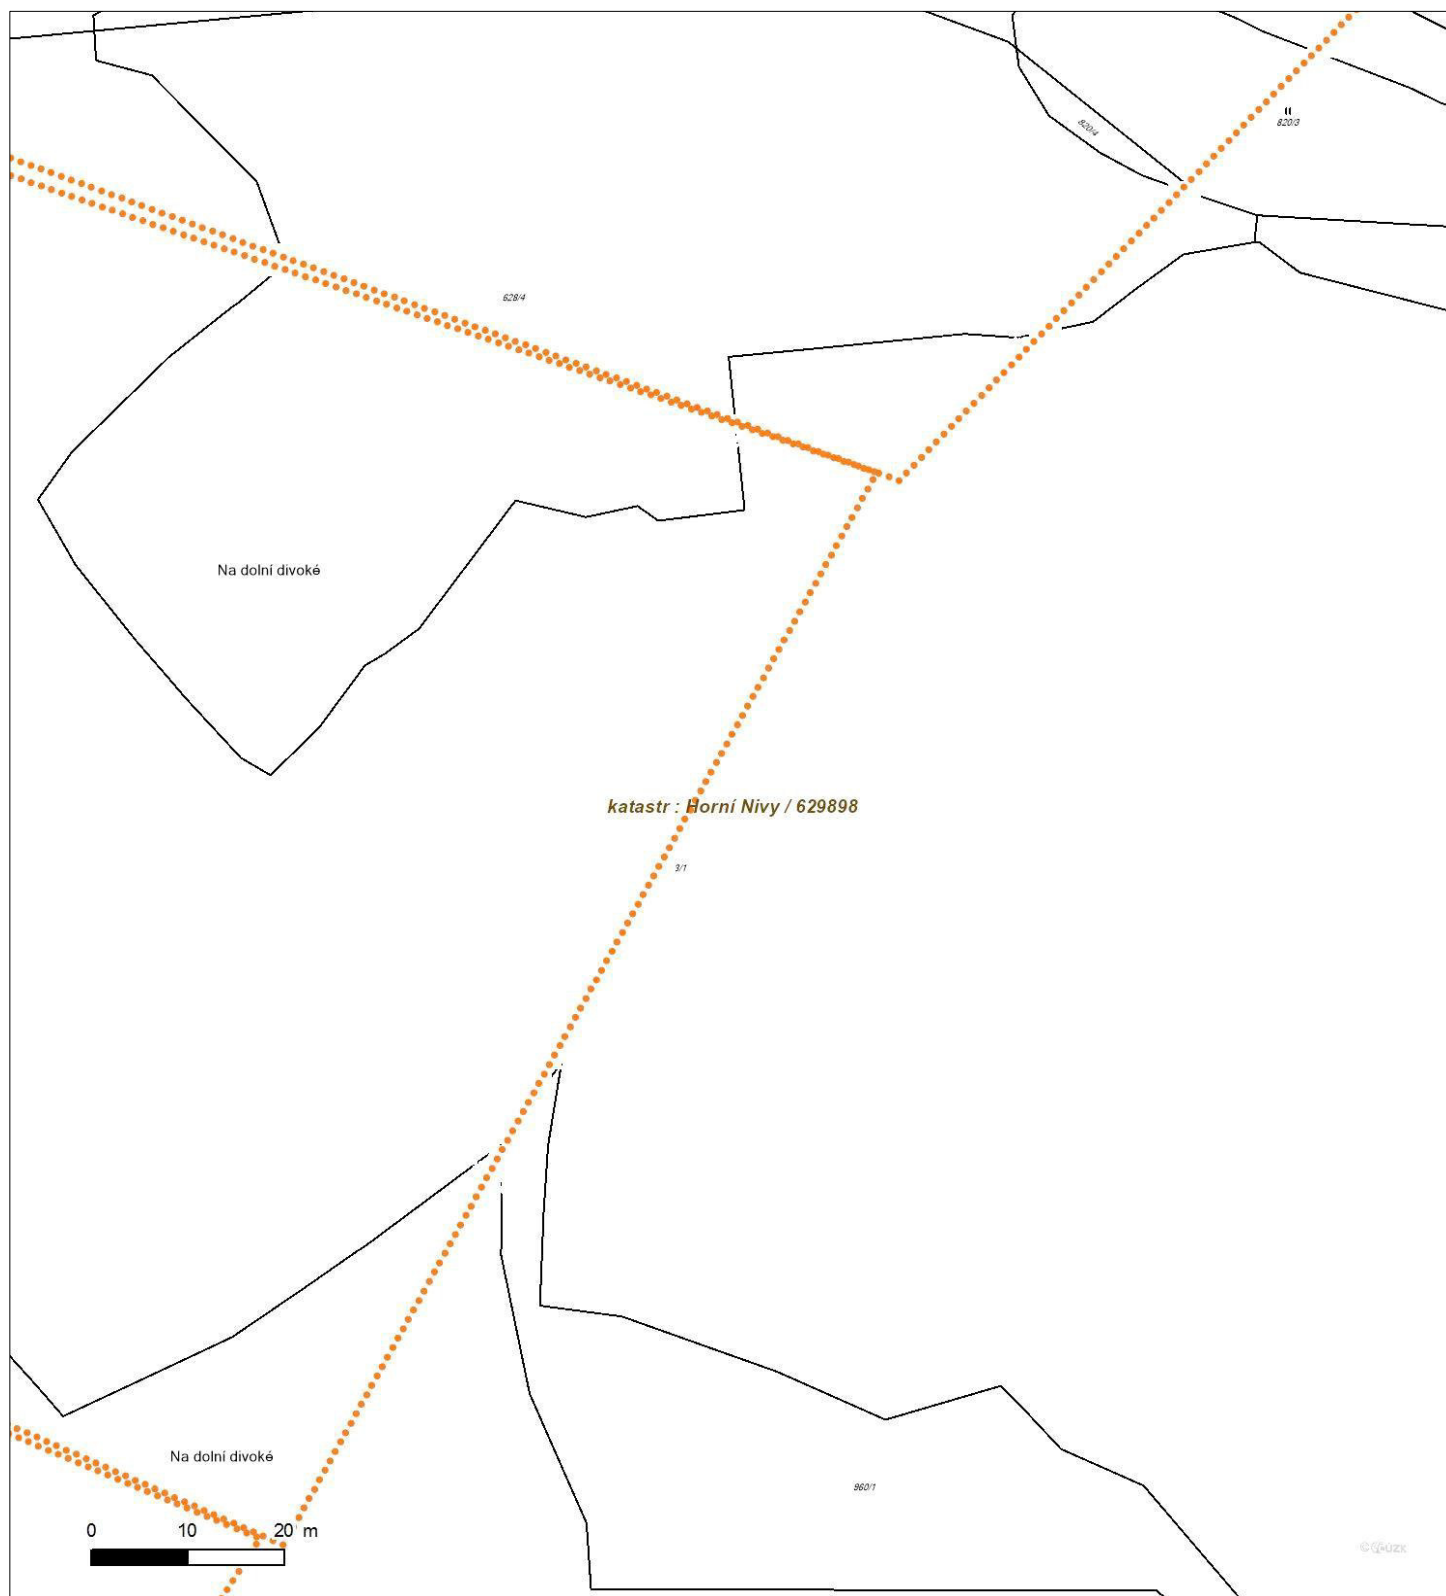 820/4
820/3
628/4
Na dolní divoké
katastr : Horní Nivy / 629898
3/1
Na dolní divoké
960/1
0 10 20 m